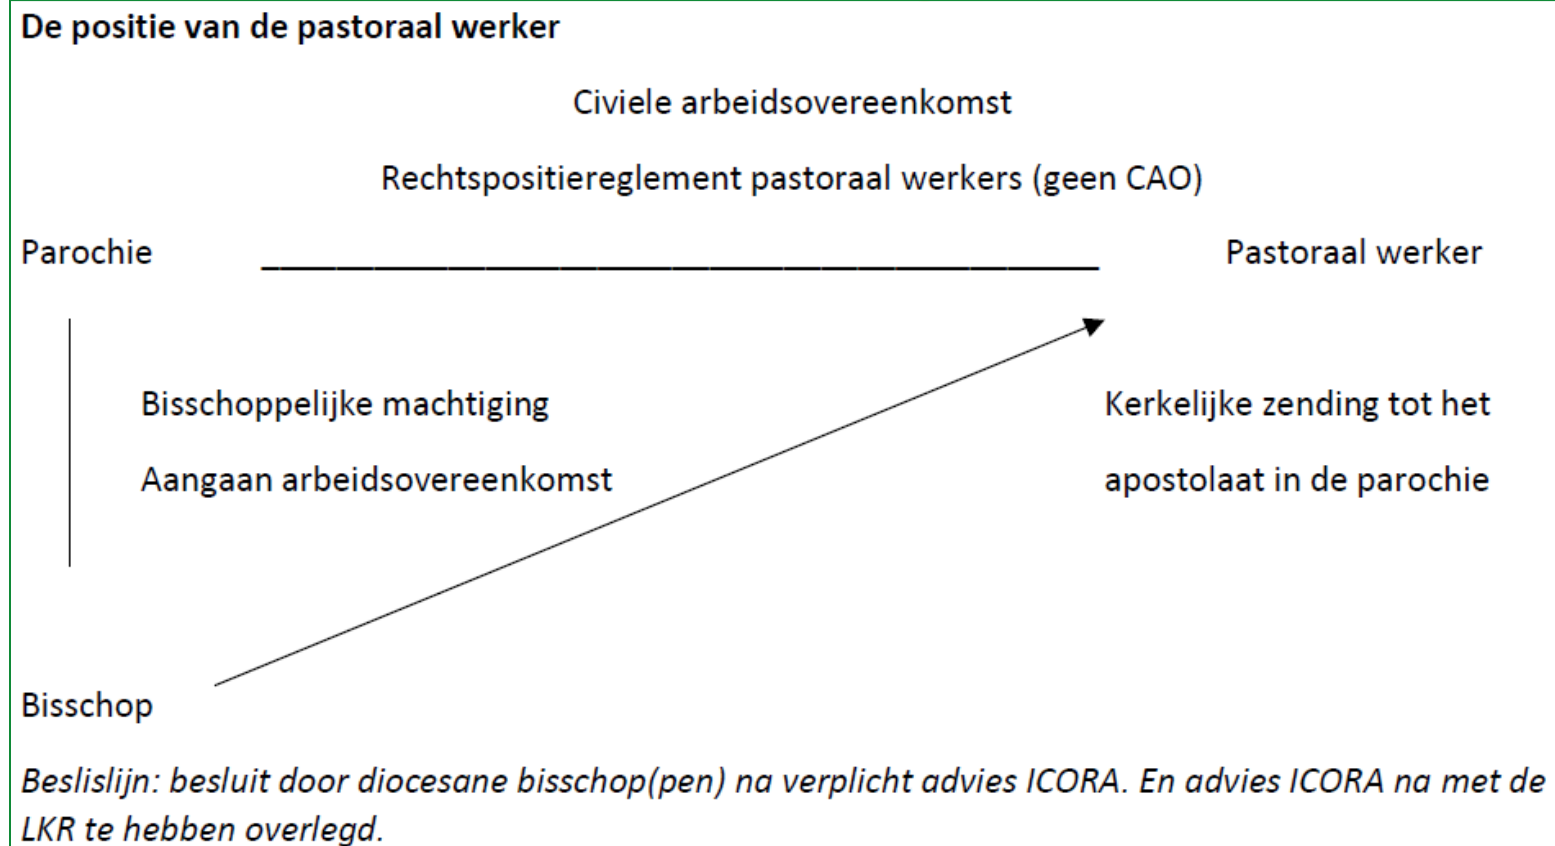 De positie van de pastoraal werker
Civiele arbeidsovereenkomst
Rechtspositiereglement pastoraal werkers (geen CAO)
Parochie Pastoraal werker
Bisschoppelijke machtiging Kerkelijke zending tot het
Aangaan arbeidsovereenkomst apostolaat in de parochie
Bisschop
Beslislijn: besluit door diocesane bisschop(pen) na verplicht advies ICORA. En advies ICORA na met de
LKR te hebben overlegd.